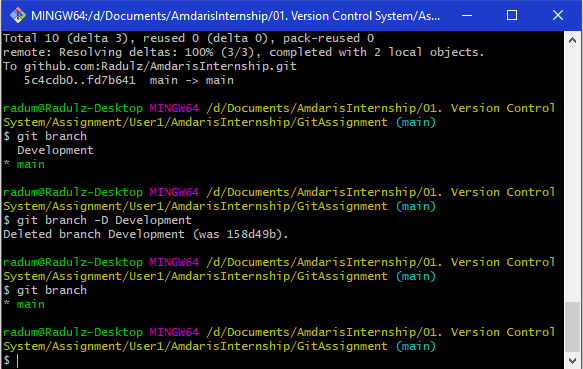 MINGW64:/d/Documents/AmdarisInternship/01. Version Control System/As...
Total 10 (delta 3), reused 0 (delta 0), pack-reused 0
remote: Resolving deltas: 100% (3/3), completed with 2 local objects.
To github.com:Radulz/AmdarisInternship.git
   5c4cdb0..fd7b641  main -> main

radum@Radulz-Desktop MINGW64 /d/Documents/AmdarisInternship/01. Version Control
System/Assignment/User1/AmdarisInternship/GitAssignment (main)
$ git branch
  Development
* main

radum@Radulz-Desktop MINGW64 /d/Documents/AmdarisInternship/01. Version Control
System/Assignment/User1/AmdarisInternship/GitAssignment (main)
$ git branch -D Development
Deleted branch Development (was 158d49b).

radum@Radulz-Desktop MINGW64 /d/Documents/AmdarisInternship/01. Version Control
System/Assignment/User1/AmdarisInternship/GitAssignment (main)
$ git branch
* main

radum@Radulz-Desktop MINGW64 /d/Documents/AmdarisInternship/01. Version Control
System/Assignment/User1/AmdarisInternship/GitAssignment (main)
$